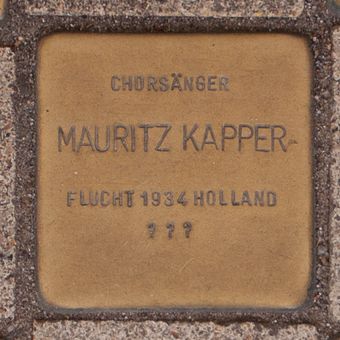 CHORSÄNGER
MAURITZ KAPPER-
FLUCHT 1934 HOLLAND
? ? ?